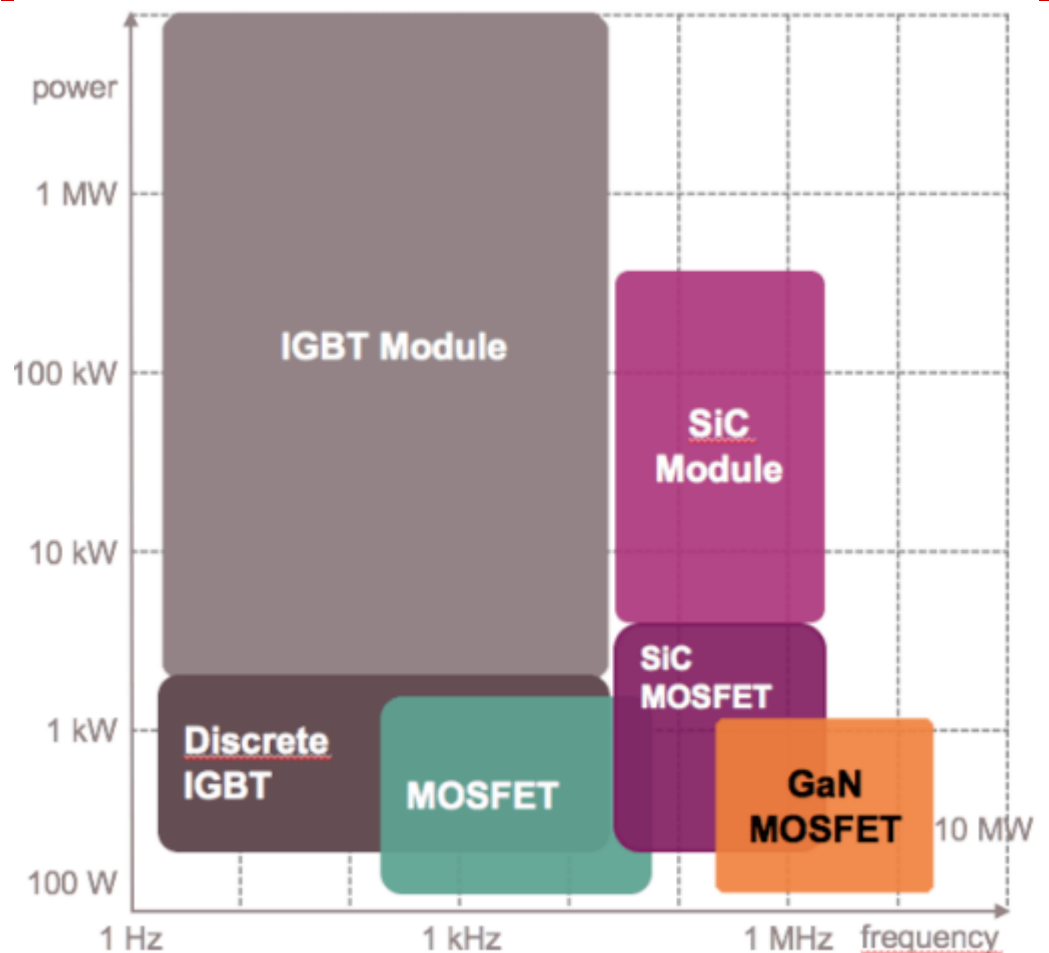 power
1 MW
IGBT Module
100 kW
SiC
Module
10 kW
SiC
MOSFET
1 kW
Discrete
IGBT
MOSFET
GaN
MOSFET
10 MW
100 W
1 Hz
1 kHz
1 MHz
frequency